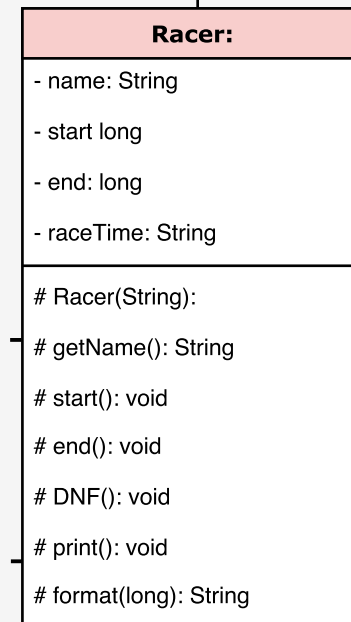 Racer:
- name: String
- start long
- end: long
- raceTime: String
# Racer(String):
# getName(): String
# start(): void
# end(): void
# DNF(): void
# print(): void
# format(long): String